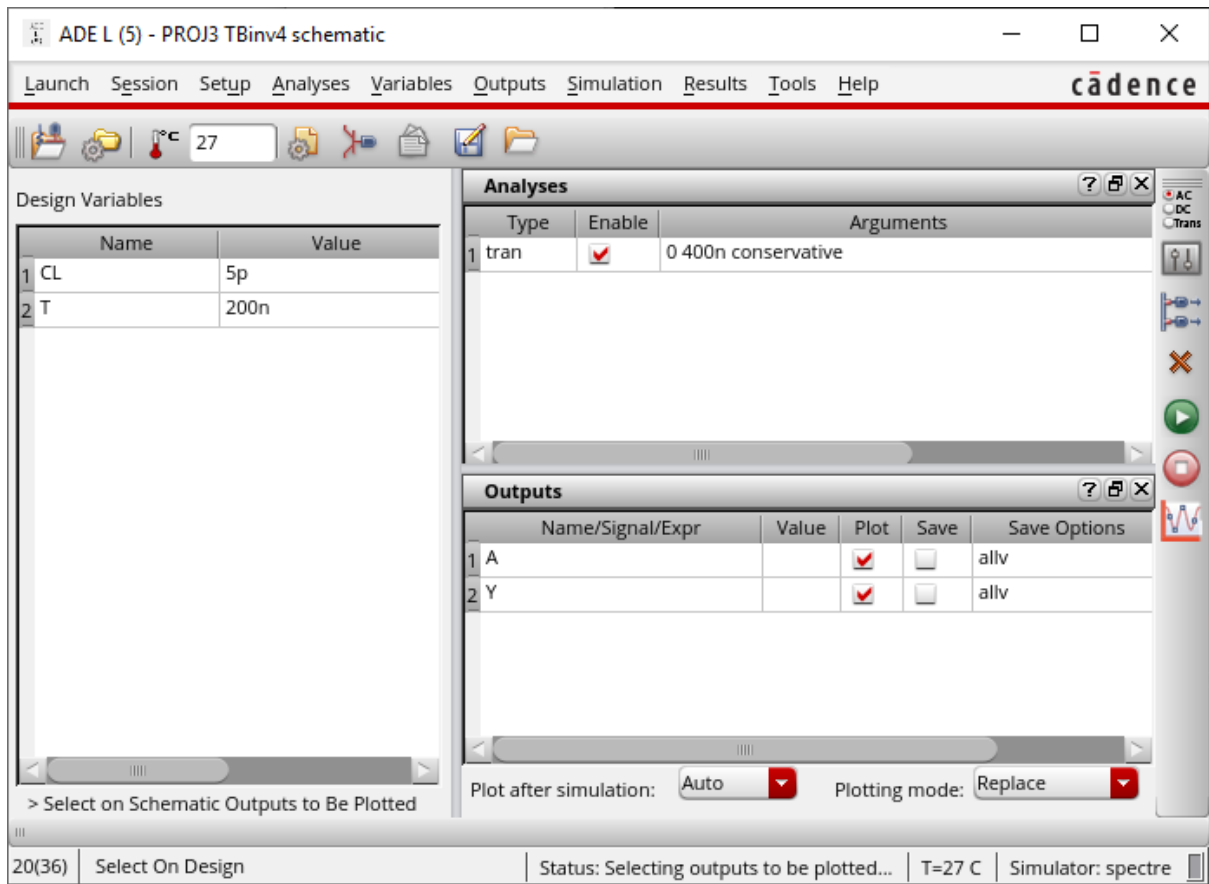 ADE L (5) - PROJ3 TBinv4 schematic
Launch Session Setup Analyses Variables Outputs Simulation Results Tools Help cādence
°C 27
Design Variables
Name Value
1 CL 5p
2 T 200n
> Select on Schematic Outputs to Be Plotted
Analyses ?
Type Enable Arguments
1 tran 0 400n conservative
Outputs ?
Name/Signal/Expr Value Plot Save Save Options
1 A allv
2 Y allv
Plot after simulation: Auto Plotting mode: Replace
AC
DC
Trans
20(36) Select On Design Status: Selecting outputs to be plotted... T=27 C Simulator: spectre